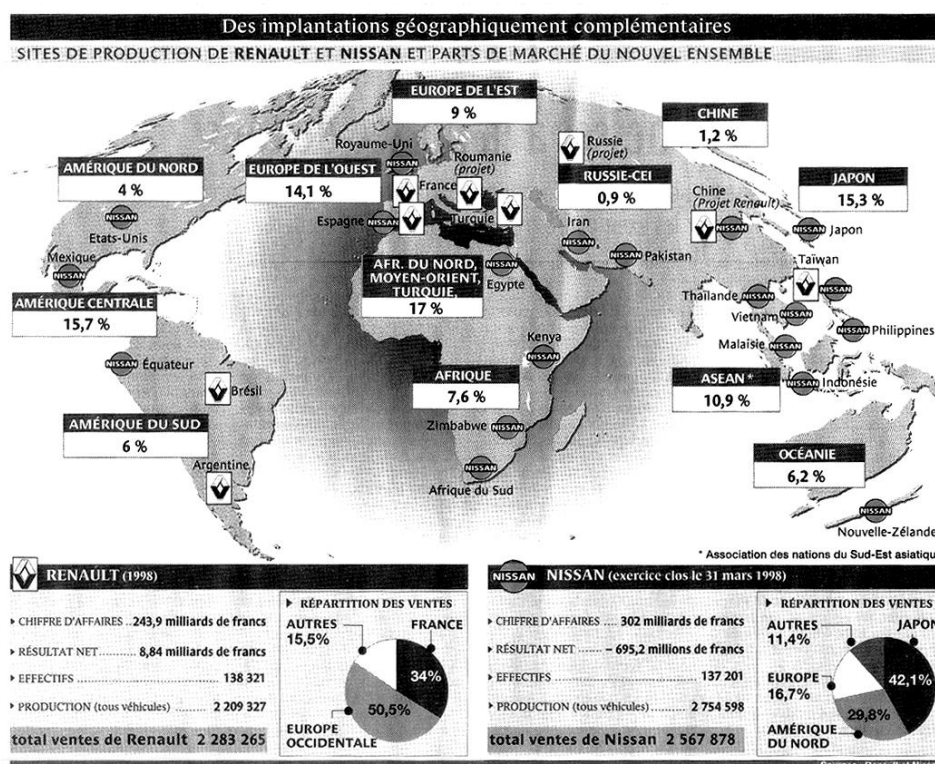 Des implantations géographiquement complémentaires
SITES DE PRODUCTION DE RENAULT ET NISSAN ET PARTS DE MARCHÉ DU NOUVEL ENSEMBLE
EUROPE DE L'EST
9 %
CHINE
1,2 %
Royaume-Uni
NISSAN
Russie
(projet)
AMÉRIQUE DU NORD
4 %
EUROPE DE L'OUEST
14,1 %
Roumanie
(projet)
France
RUSSIE-CEI
0,9 %
Chine
(Projet Renault)
NISSAN
JAPON
15,3 %
NISSAN
Etats-Unis
Espagne
NISSAN
Turquie
Iran
NISSAN
NISSAN
Pakistan
NISSAN
Japon
Mexique
NISSAN
AFR. DU NORD,
MOYEN-ORIENT,
TURQUIE,
17 %
NISSAN
Egypte
Taïwan
NISSAN
AMÉRIQUE CENTRALE
15,7 %
Thaïlande
NISSAN
Vietnam
NISSAN
NISSAN
Philippines
Malaisie
NISSAN
Kenya
NISSAN
NISSAN
Équateur
Brésil
AFRIQUE
7,6 %
ASEAN *
10,9 %
NISSAN
Indonésie
AMÉRIQUE DU SUD
6 %
Zimbabwe
NISSAN
OCÉANIE
6,2 %
Argentine
NISSAN
Afrique du Sud
NISSAN
Nouvelle-Zélande
* Association des nations du Sud-Est asiatique
RENAULT (1998)
CHIFFRE D'AFFAIRES .. 243,9 milliards de francs
RÉSULTAT NET .......... 8,84 milliards de francs
EFFECTIFS .......... 138 321
PRODUCTION (tous véhicules) .... 2 209 327
total ventes de Renault 2 283 265
RÉPARTITION DES VENTES
AUTRES
15,5%
FRANCE
34%
50,5%
EUROPE
OCCIDENTALE
NISSAN
NISSAN (exercice clos le 31 mars 1998)
CHIFFRE D'AFFAIRES .... 302 milliards de francs
RÉSULTAT NET ...... – 695,2 millions de francs
EFFECTIFS .......... 137 201
PRODUCTION (tous véhicules) .... 2 754 598
total ventes de Nissan 2 567 878
RÉPARTITION DES VENTES
AUTRES
11,4%
JAPON
EUROPE
16,7%
42,1%
29,8%
AMÉRIQUE
DU NORD